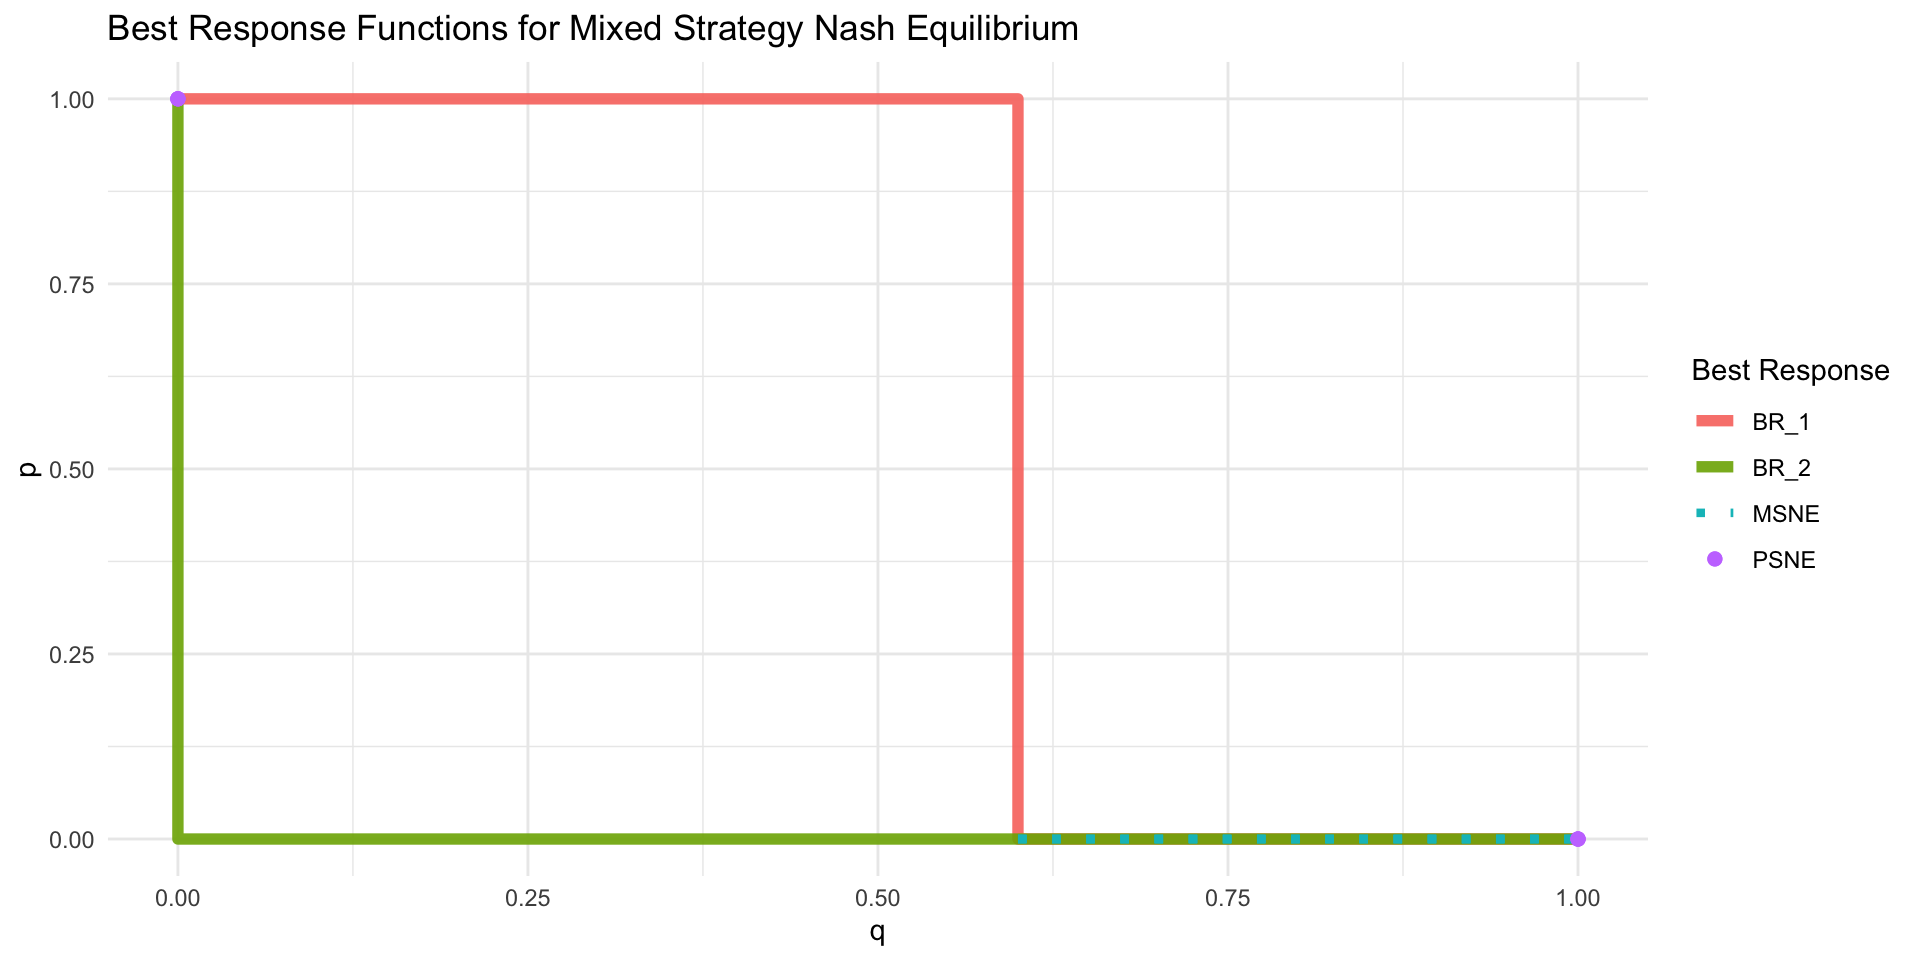 Best Response Functions for Mixed Strategy Nash Equilibrium
p
1.00
0.75
0.50
0.25
0.00
0.00 0.25 0.50 0.75 1.00
q
Best Response
BR_1
BR_2
MSNE
PSNE